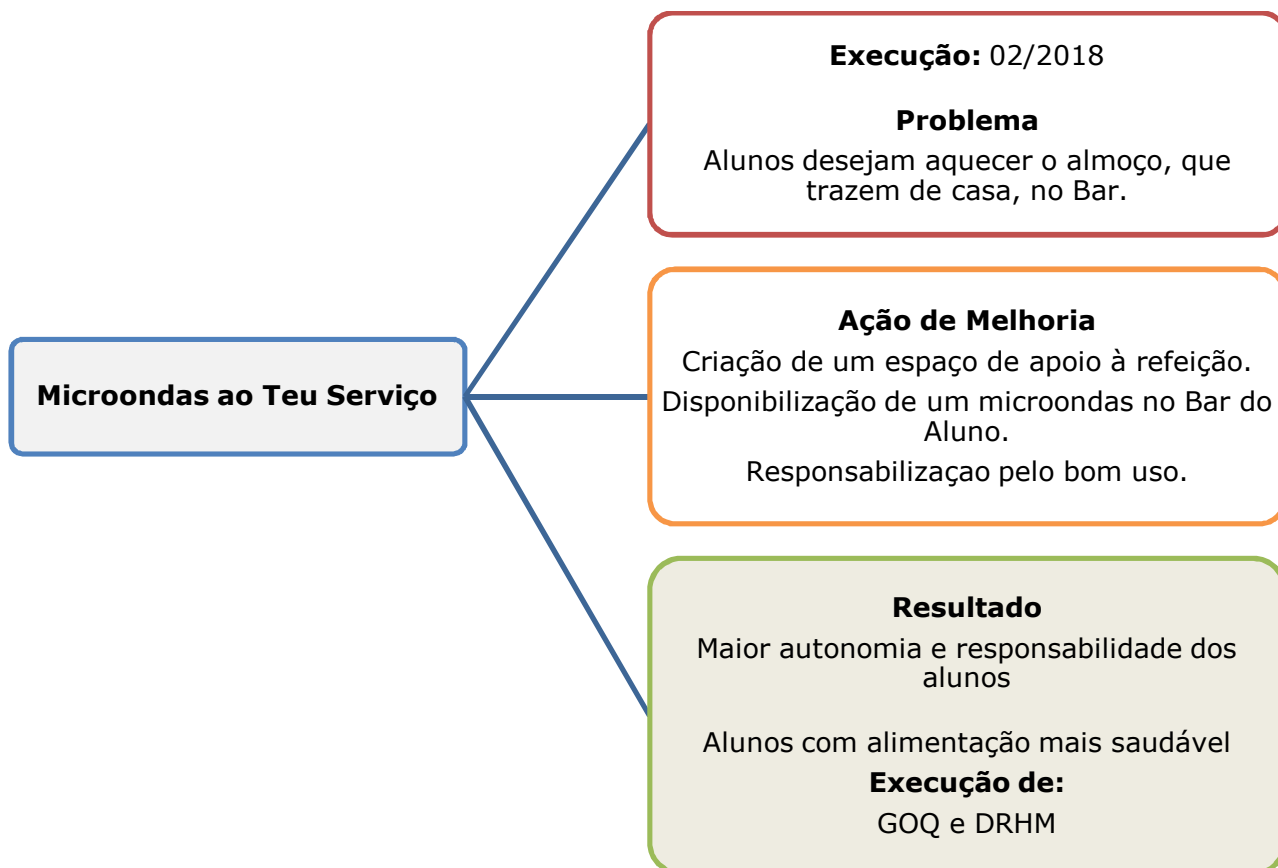 Microondas ao Teu Serviço
Execução: 02/2018
Problema
Alunos desejam aquecer o almoço, que
trazem de casa, no Bar.
Ação de Melhoria
Criação de um espaço de apoio à refeição.
Disponibilização de um microondas no Bar do
Aluno.
Responsabilizaçao pelo bom uso.
Resultado
Maior autonomia e responsabilidade dos
alunos
Alunos com alimentação mais saudável
Execução de:
GOQ e DRHM